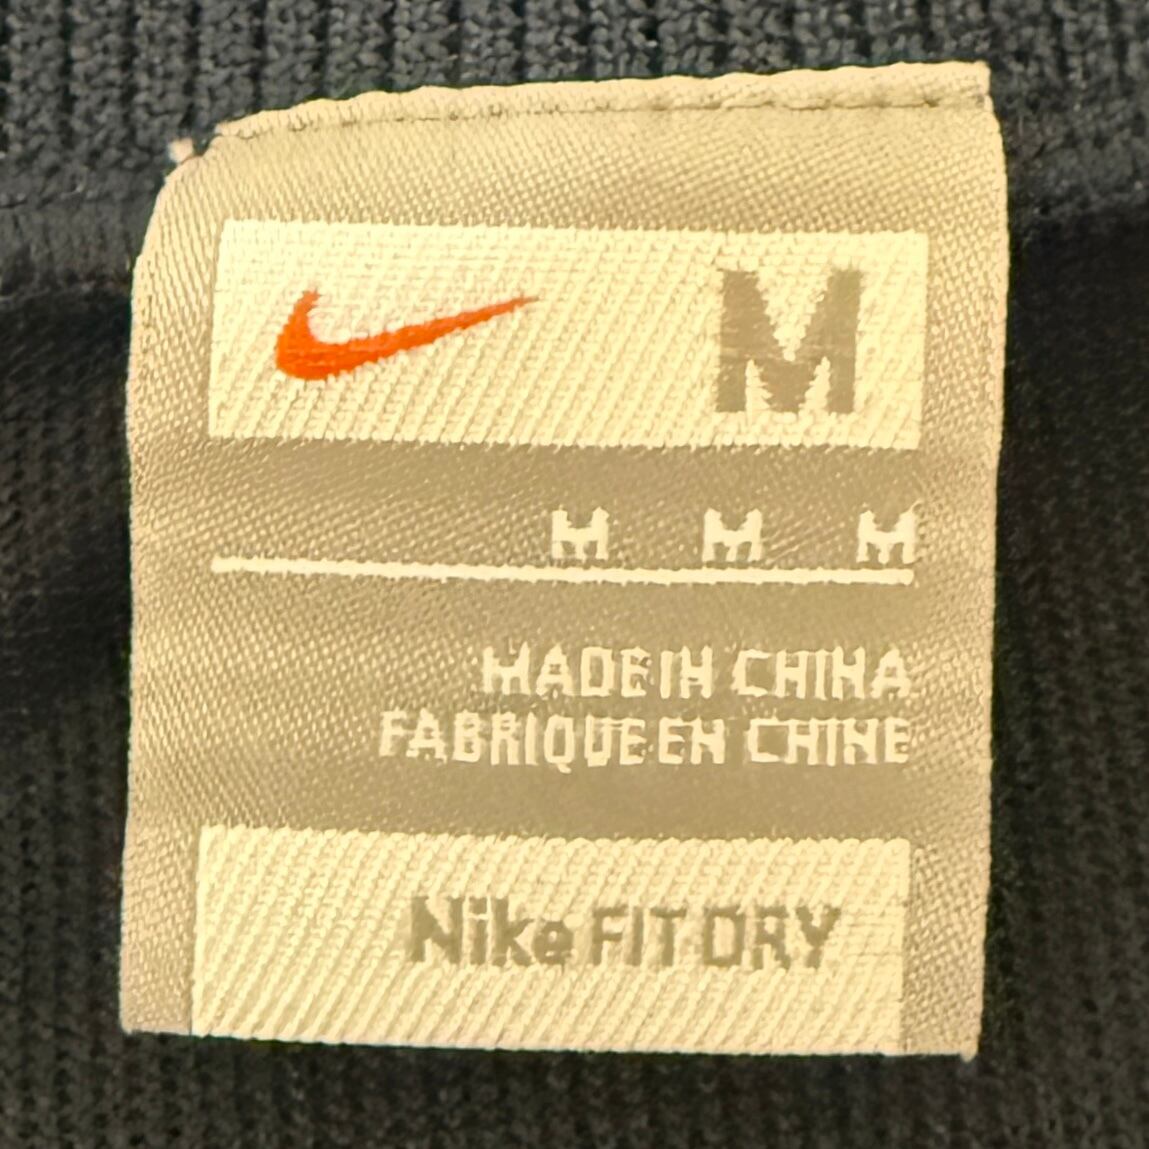 M
M M M
MADE IN CHINA
FABRIQUE EN CHINE
Nike FIT DRY